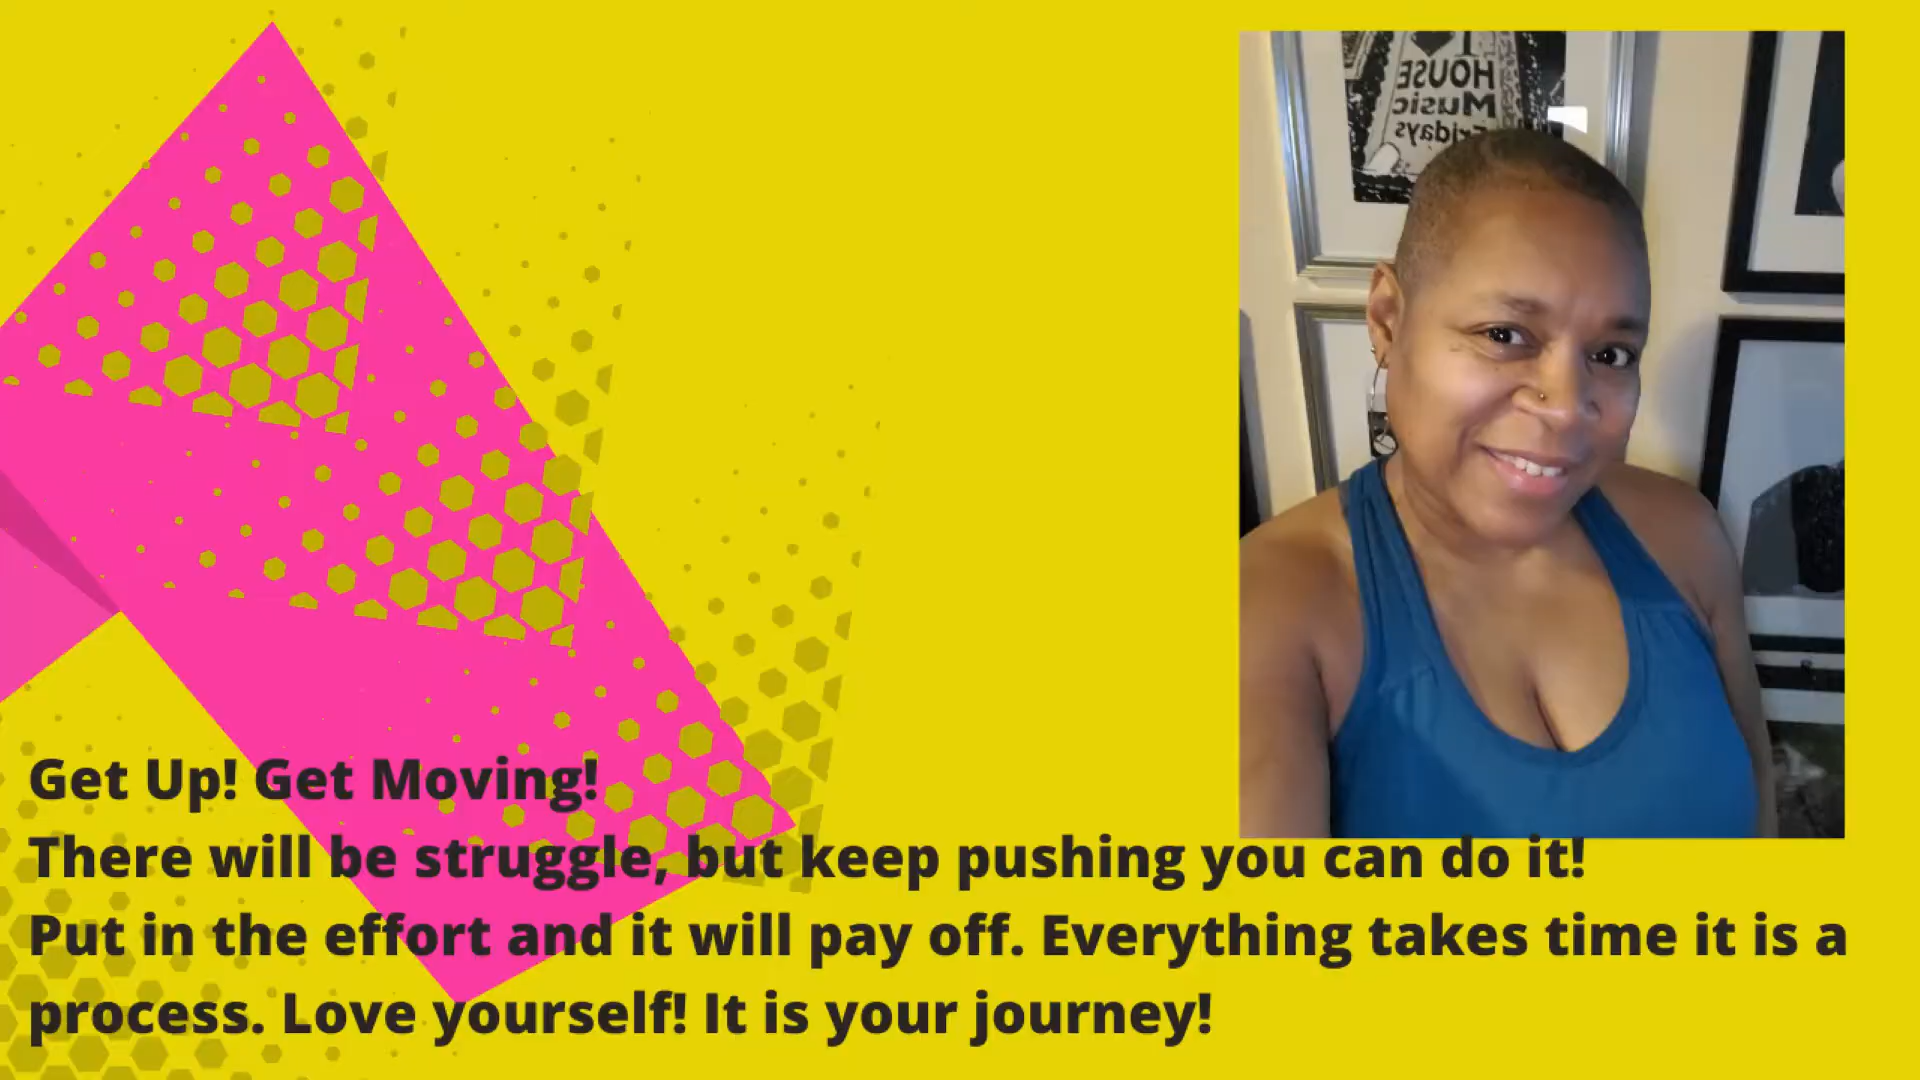 I
HOUSE
Music
Fridays
Get Up! Get Moving!
There will be struggle, but keep pushing you can do it!
Put in the effort and it will pay off. Everything takes time it is a
process. Love yourself! It is your journey!